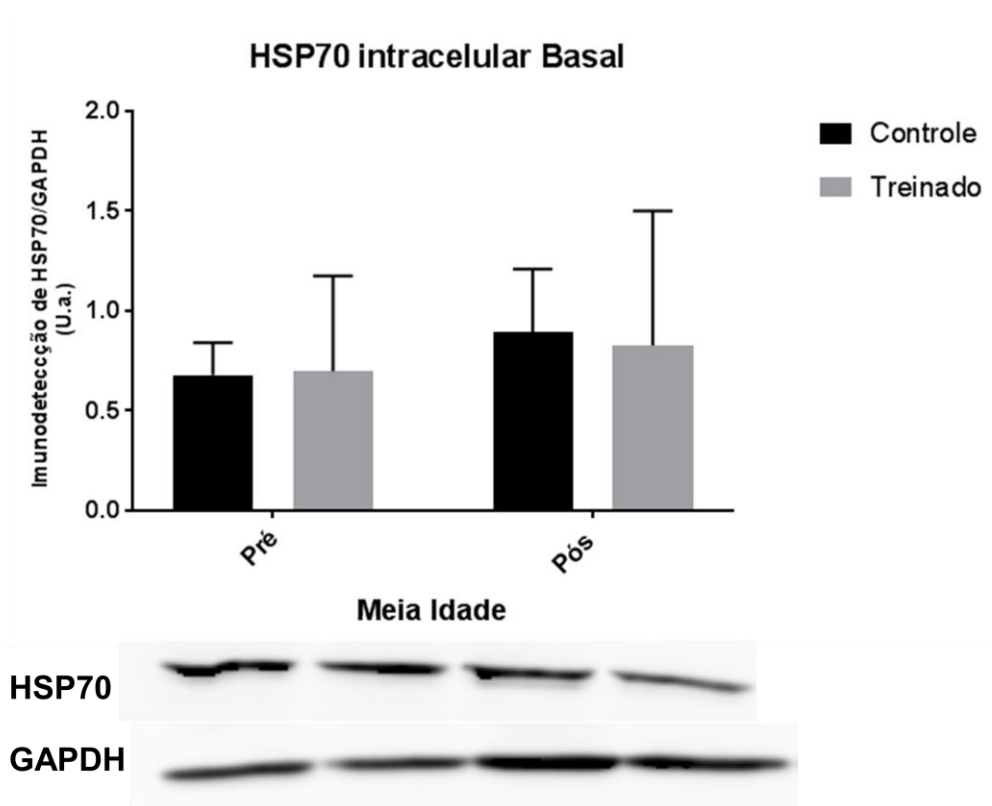 HSP70 intracelular Basal
Imunodetecção de HSP70/GAPDH
(U.a.)
2.0
1.5
1.0
0.5
0.0
Controle
Treinado
Pré
Pós
Meia Idade
HSP70
GAPDH